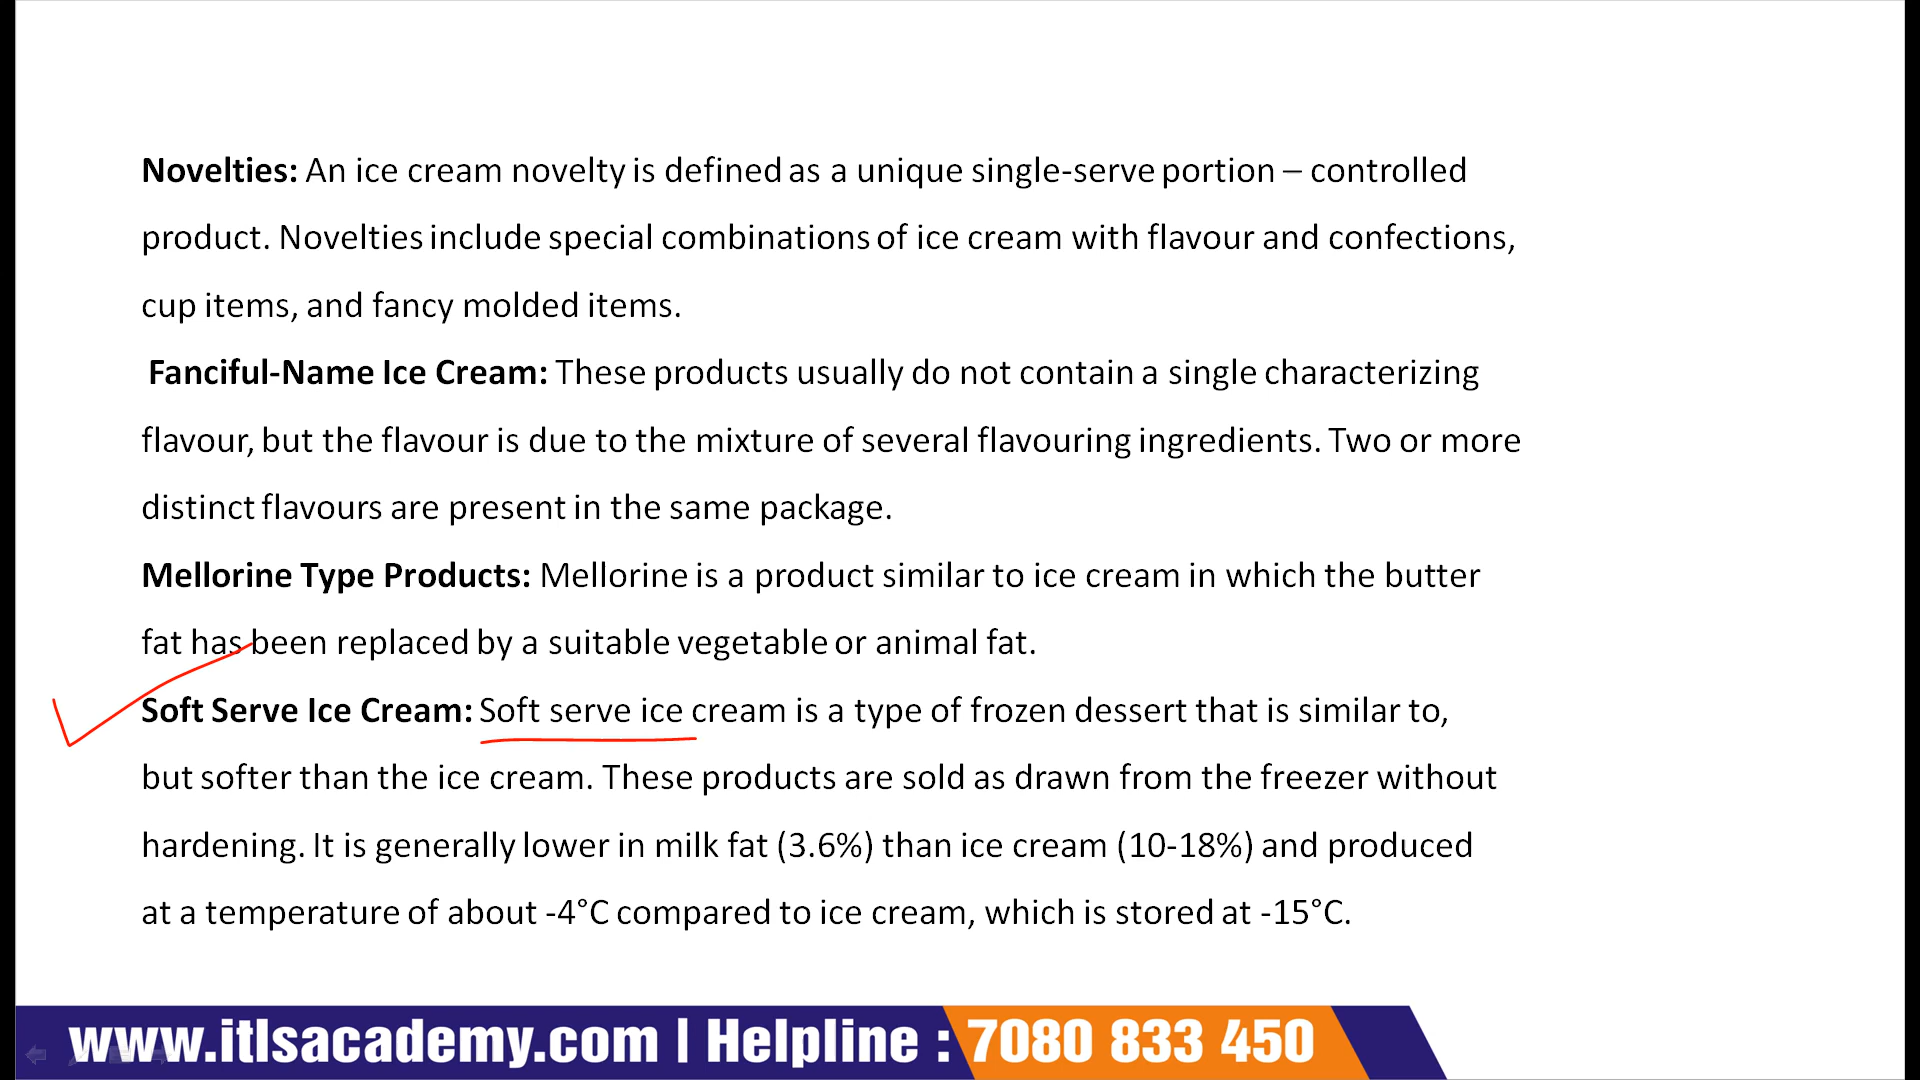 Novelties: An ice cream novelty is defined as a unique single-serve portion – controlled
product. Novelties include special combinations of ice cream with flavour and confections,
cup items, and fancy molded items.
Fanciful-Name Ice Cream: These products usually do not contain a single characterizing
flavour, but the flavour is due to the mixture of several flavouring ingredients. Two or more
distinct flavours are present in the same package.
Mellorine Type Products: Mellorine is a product similar to ice cream in which the butter
fat has been replaced by a suitable vegetable or animal fat.
Soft Serve Ice Cream: Soft serve ice cream is a type of frozen dessert that is similar to,
but softer than the ice cream. These products are sold as drawn from the freezer without
hardening. It is generally lower in milk fat (3.6%) than ice cream (10-18%) and produced
at a temperature of about -4°C compared to ice cream, which is stored at -15°C.
www.itlsacademy.com | Helpline : 7080 833 450